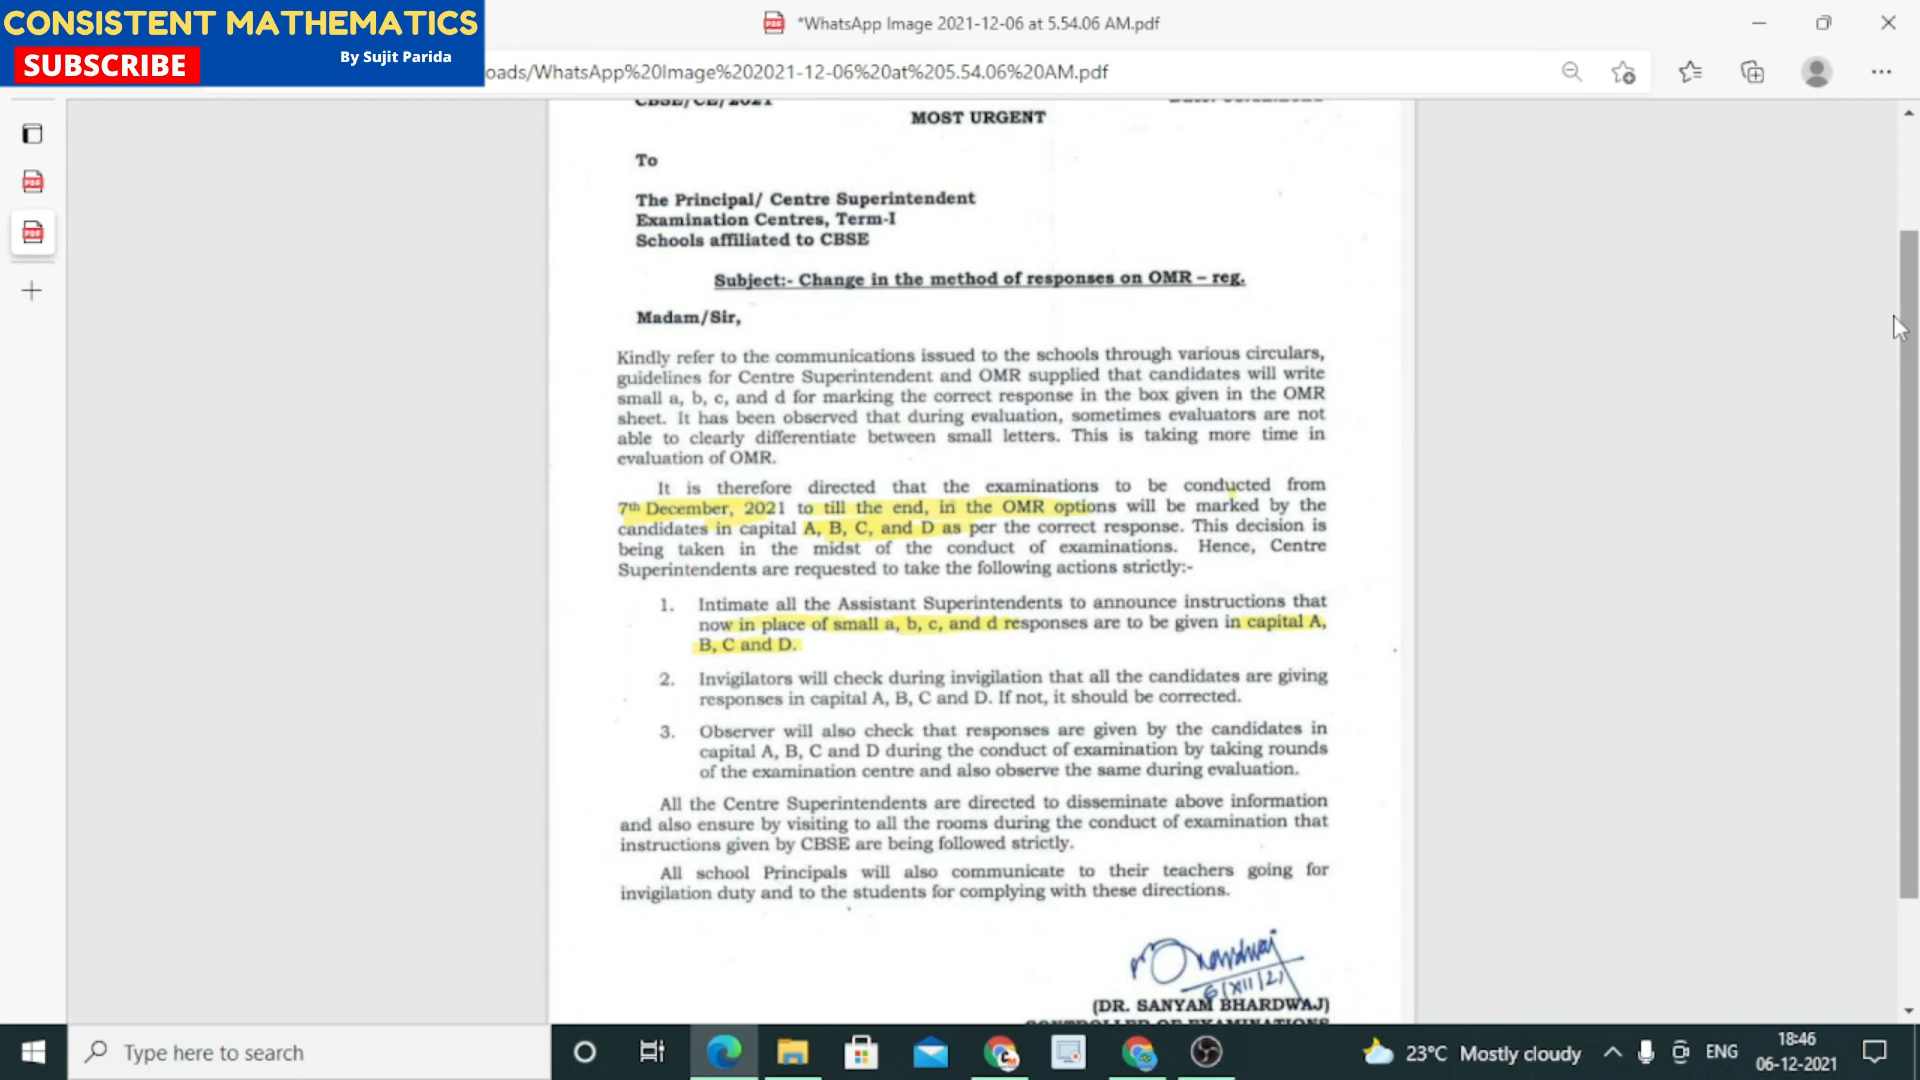 CONSISTENT MATHEMATICS
SUBSCRIBE
By Sujit Parida
*WhatsApp Image 2021-12-06 at 5.54.06 AM.pdf
oads/WhatsApp%20Image%202021-12-06%20at%205.54.06%20AM.pdf
CBSE/CE/2021
MOST URGENT
To
The Principal/ Centre Superintendent
Examination Centres, Term-I
Schools affiliated to CBSE
Subject:- Change in the method of responses on OMR – reg.
Madam/Sir,
Kindly refer to the communications issued to the schools through various circulars,
guidelines for Centre Superintendent and OMR supplied that candidates will write
small a, b, c, and d for marking the correct response in the box given in the OMR
sheet. It has been observed that during evaluation, sometimes evaluators are not
able to clearly differentiate between small letters. This is taking more time in
evaluation of OMR.
It is therefore directed that the examinations to be conducted from
7th December, 2021 to till the end, in the OMR options will be marked by the
candidates in capital A, B, C, and D as per the correct response. This decision is
being taken in the midst of the conduct of examinations. Hence, Centre
Superintendents are requested to take the following actions strictly:-
1. Intimate all the Assistant Superintendents to announce instructions that
now in place of small a, b, c, and d responses are to be given in capital A,
B, C and D.
2. Invigilators will check during invigilation that all the candidates are giving
responses in capital A, B, C and D. If not, it should be corrected.
3. Observer will also check that responses are given by the candidates in
capital A, B, C and D during the conduct of examination by taking rounds
of the examination centre and also observe the same during evaluation.
All the Centre Superintendents are directed to disseminate above information
and also ensure by visiting to all the rooms during the conduct of examination that
instructions given by CBSE are being followed strictly.
All school Principals will also communicate to their teachers going for
invigilation duty and to the students for complying with these directions.
6/XII/21
(DR. SANYAM BHARDWAJ)
CONTROLLER OF EXAMINATIONS
Type here to search
23°C Mostly cloudy
ENG
18:46
06-12-2021